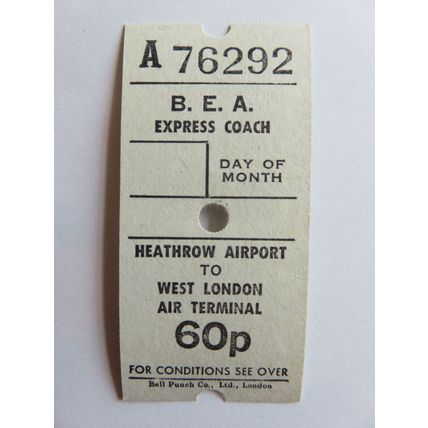 A 76292
B. E. A.
EXPRESS COACH
DAY OF
MONTH
HEATHROW AIRPORT
TO
WEST LONDON
AIR TERMINAL
60p
FOR CONDITIONS SEE OVER
Bell Punch Co., Ltd., London